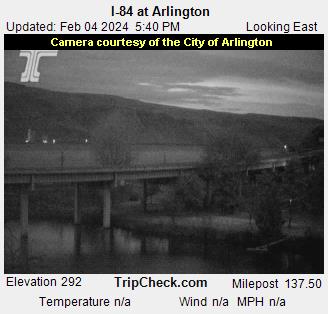 I-84 at Arlington
Updated: Feb 04 2024 5:40 PM Looking East
Camera courtesy of the City of Arlington
Elevation 292 TripCheck.com Milepost 137.50
Temperature n/a Wind n/a MPH n/a